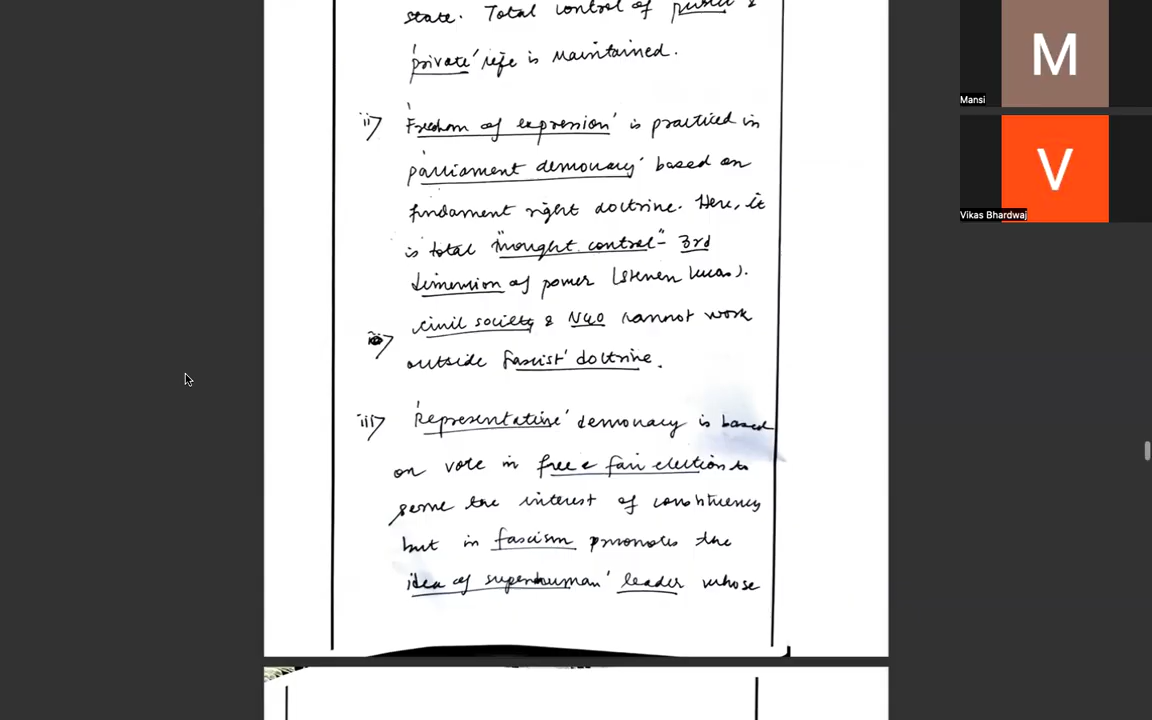 state. Total control of public &
'private' life is maintained.
ii) 'Freedom of expression' is practiced in
'parliament democracy' based on
fundament right doctrine. Here, it
is total "thought control" - 3rd
dimension of power (Steven Lucas).
civil society & NGO cannot work
outside 'fascist' doctrine.
iii) 'Representative' democracy is based
on vote in free & fair election to
serve the interest of constituency
but in fascism promotes the
idea of 'superhuman' leader whose
M
Mansi
V
Vikas Bhardwaj